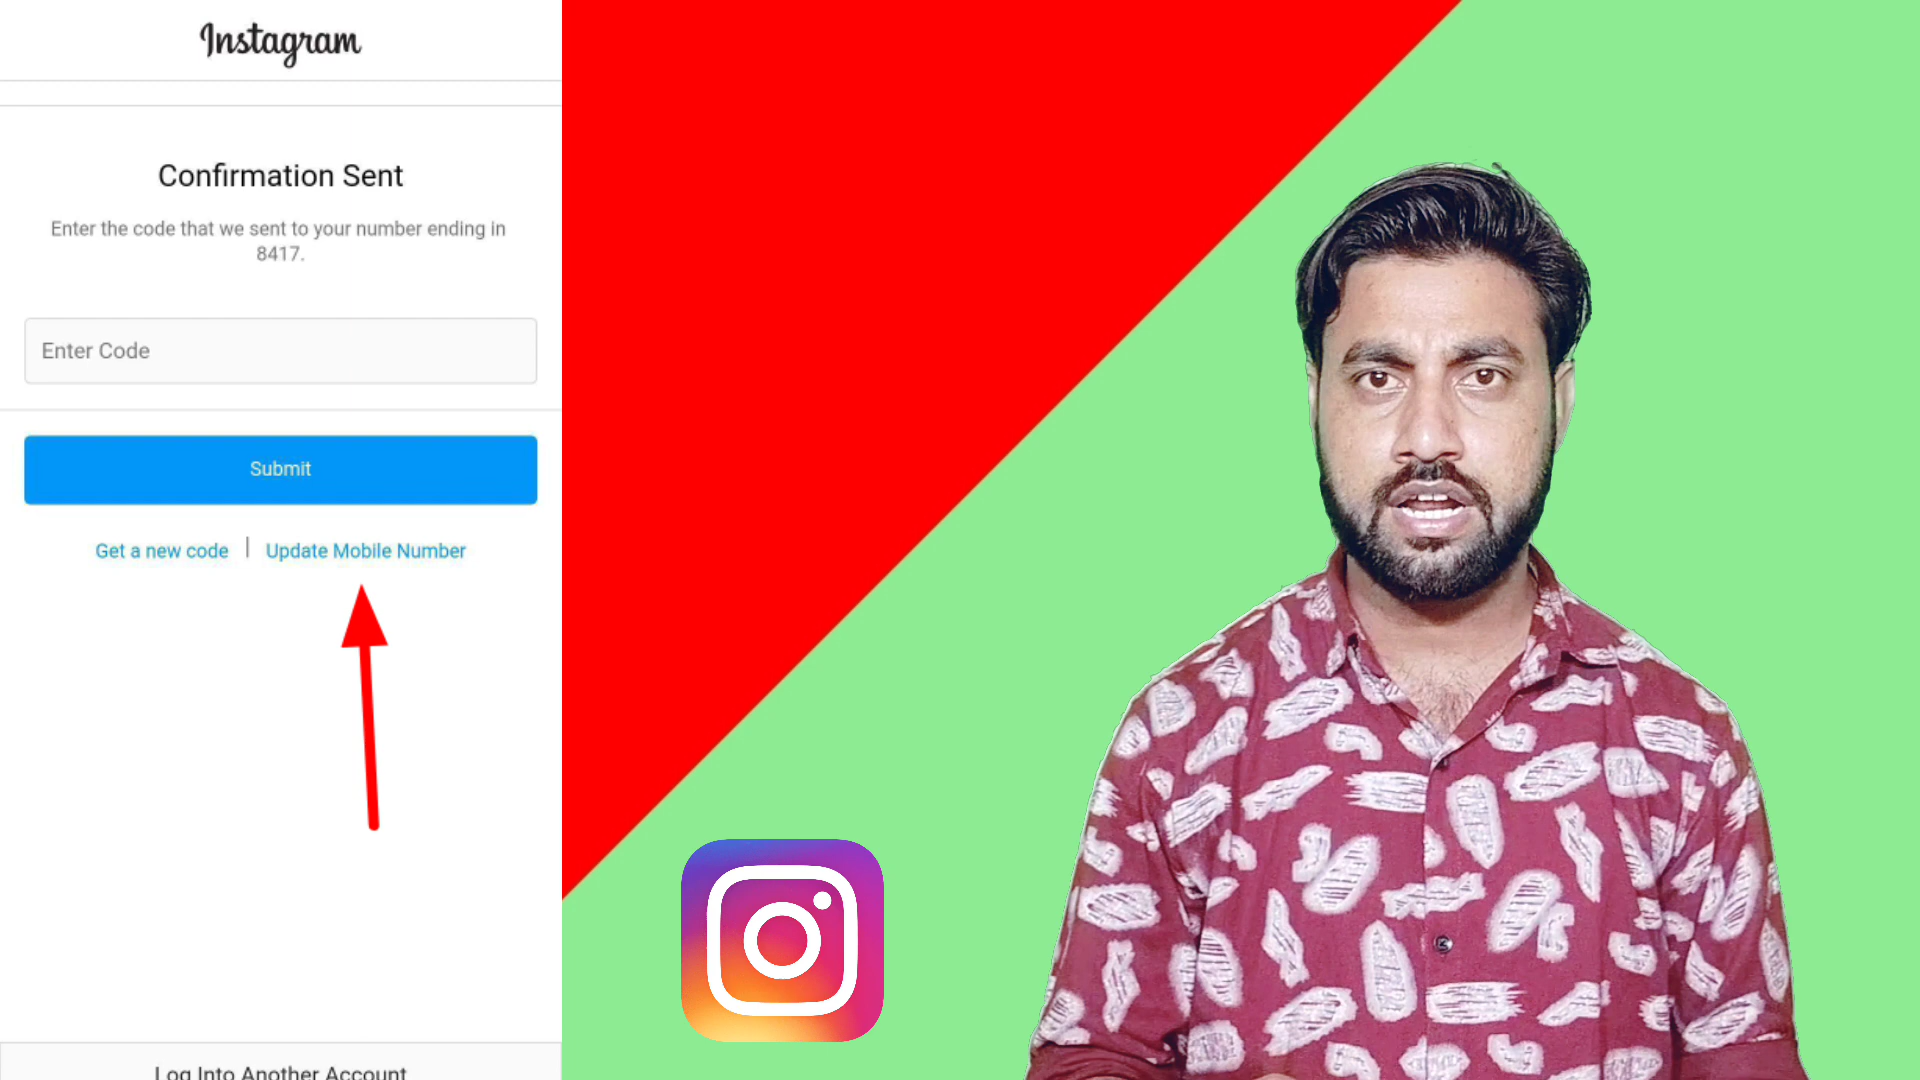 Instagram
Confirmation Sent
Enter the code that we sent to your number ending in
8417.
Enter Code
Submit
Get a new code | Update Mobile Number
Log Into Another Account